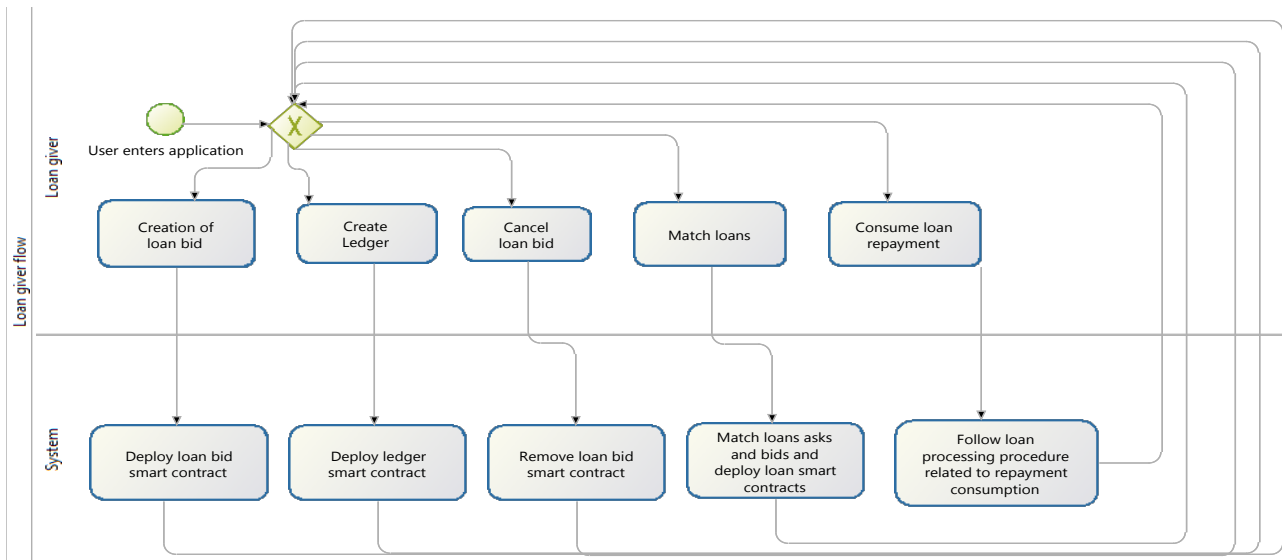 Loan giver flow
Loan giver
User enters application
X
Creation of
loan bid
Create
Ledger
Cancel
loan bid
Match loans
Consume loan
repayment
System
Deploy loan bid
smart contract
Deploy ledger
smart contract
Remove loan bid
smart contract
Match loans asks
and bids and
deploy loan smart
contracts
Follow loan
processing procedure
related to repayment
consumption